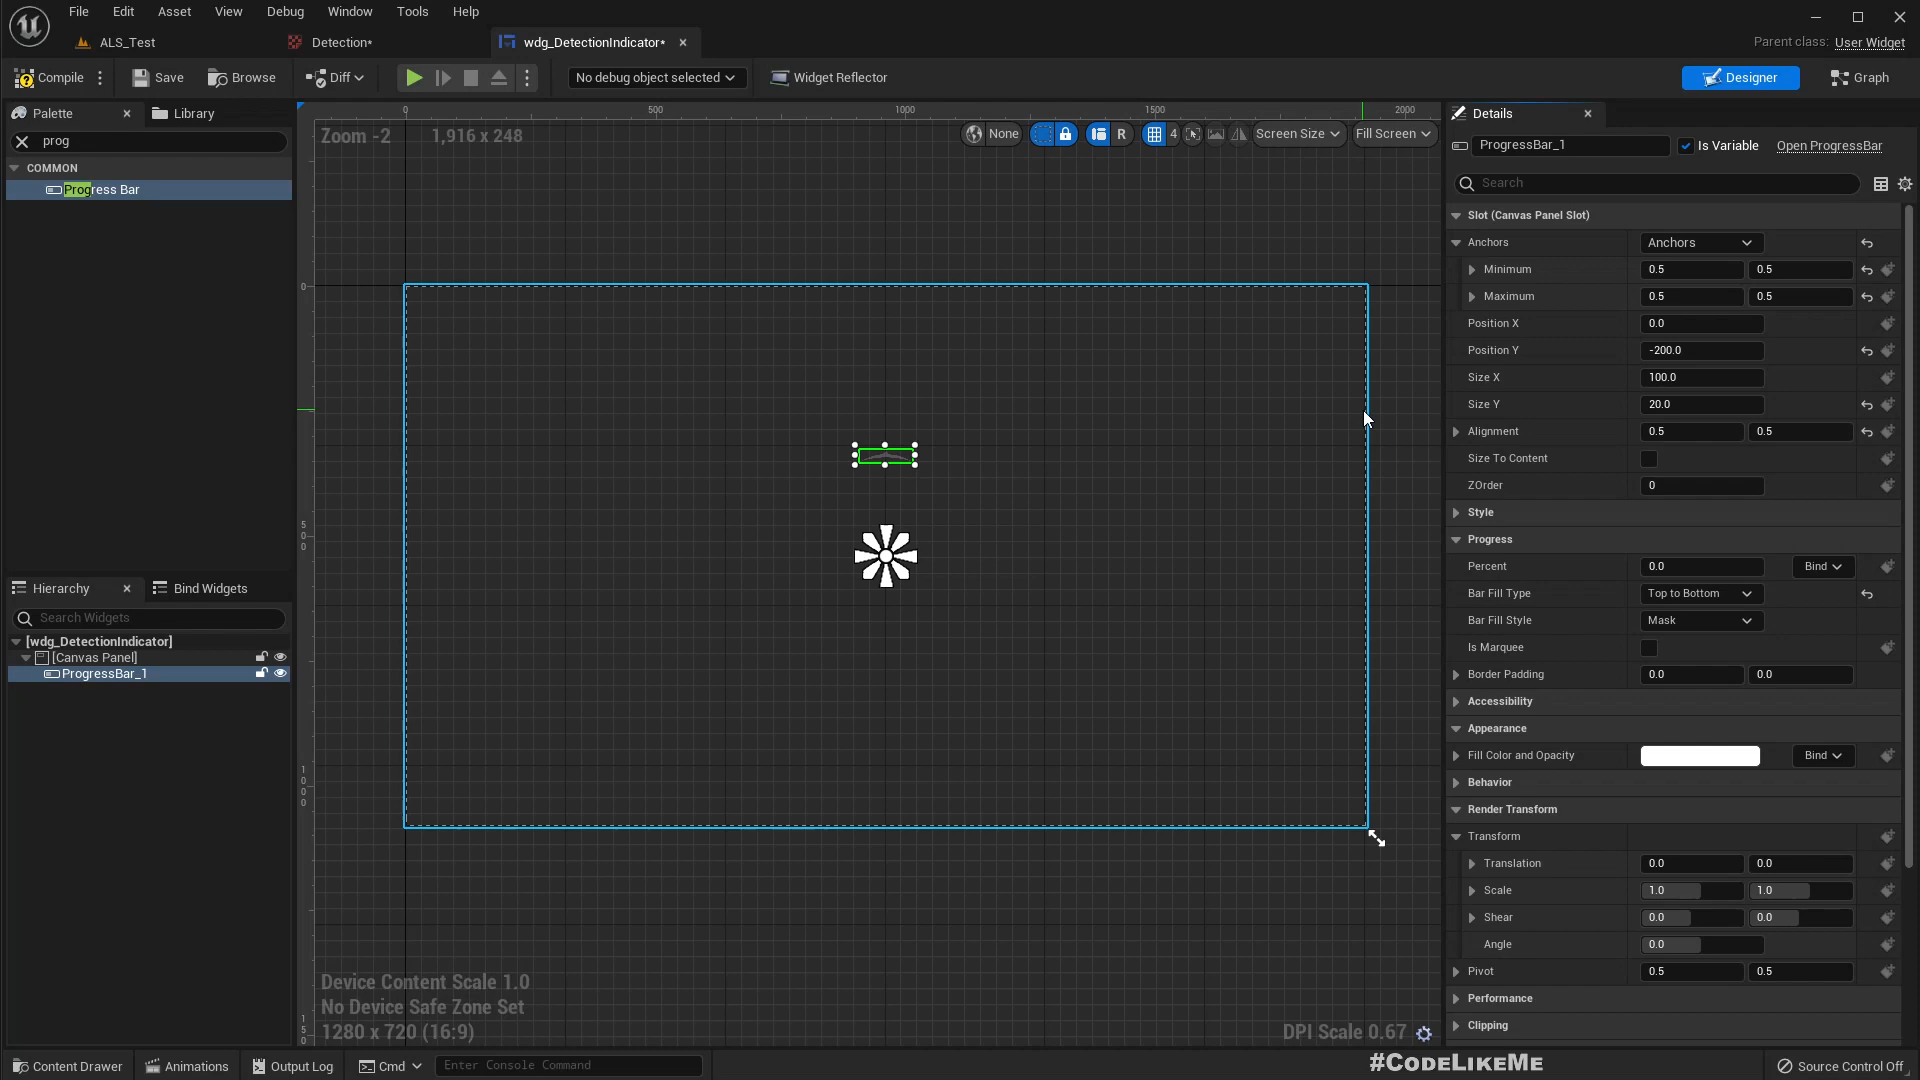 File Edit Asset View Debug Window Tools Help
ALS_Test Detection* wdg_DetectionIndicator* Parent class: User Widget
Compile Save Browse Diff No debug object selected Widget Reflector Designer Graph
Palette Library
prog
COMMON
Progress Bar
Hierarchy Bind Widgets
Search Widgets
[wdg_DetectionIndicator]
[Canvas Panel]
ProgressBar_1
0 500 1000 1500 2000
Zoom -2 1,916 x 248 None R 4 Screen Size Fill Screen
0
500
1000
150
Device Content Scale 1.0
No Device Safe Zone Set
1280 x 720 (16:9) DPI Scale 0.67
Details
ProgressBar_1 Is Variable Open ProgressBar
Search
Slot (Canvas Panel Slot)
Anchors Anchors
Minimum 0.5 0.5
Maximum 0.5 0.5
Position X 0.0
Position Y -200.0
Size X 100.0
Size Y 20.0
Alignment 0.5 0.5
Size To Content
ZOrder 0
Style
Progress
Percent 0.0 Bind
Bar Fill Type Top to Bottom
Bar Fill Style Mask
Is Marquee
Border Padding 0.0 0.0
Accessibility
Appearance
Fill Color and Opacity Bind
Behavior
Render Transform
Transform
Translation 0.0 0.0
Scale 1.0 1.0
Shear 0.0 0.0
Angle 0.0
Pivot 0.5 0.5
Performance
Clipping
Content Drawer Animations Output Log Cmd Enter Console Command #CODELIKEME Source Control Off